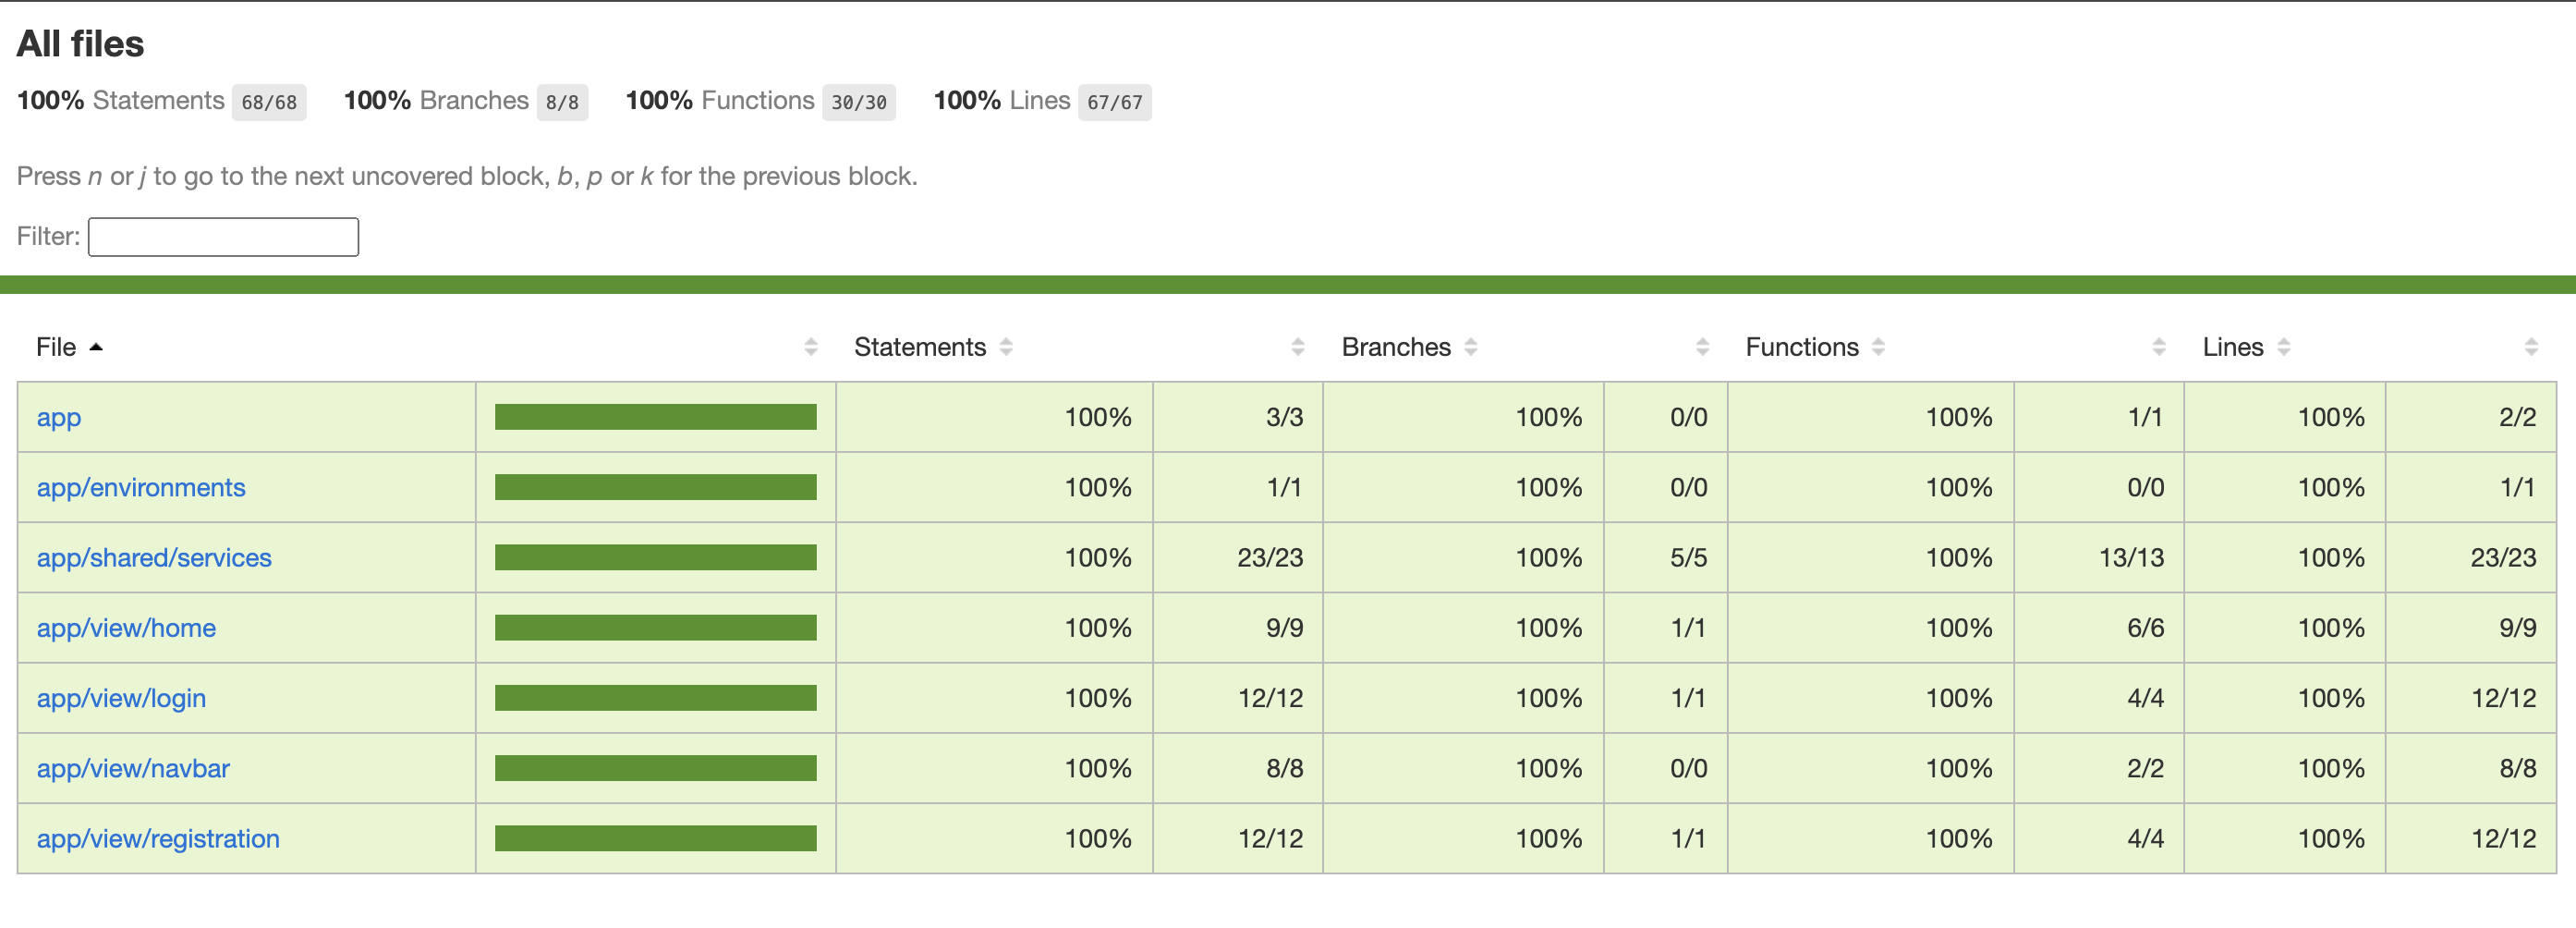 All files
100% Statements 68/68 100% Branches 8/8 100% Functions 30/30 100% Lines 67/67
Press n or j to go to the next uncovered block, b, p or k for the previous block.
Filter:
File Statements Branches Functions Lines
app 100% 3/3 100% 0/0 100% 1/1 100% 2/2
app/environments 100% 1/1 100% 0/0 100% 0/0 100% 1/1
app/shared/services 100% 23/23 100% 5/5 100% 13/13 100% 23/23
app/view/home 100% 9/9 100% 1/1 100% 6/6 100% 9/9
app/view/login 100% 12/12 100% 1/1 100% 4/4 100% 12/12
app/view/navbar 100% 8/8 100% 0/0 100% 2/2 100% 8/8
app/view/registration 100% 12/12 100% 1/1 100% 4/4 100% 12/12